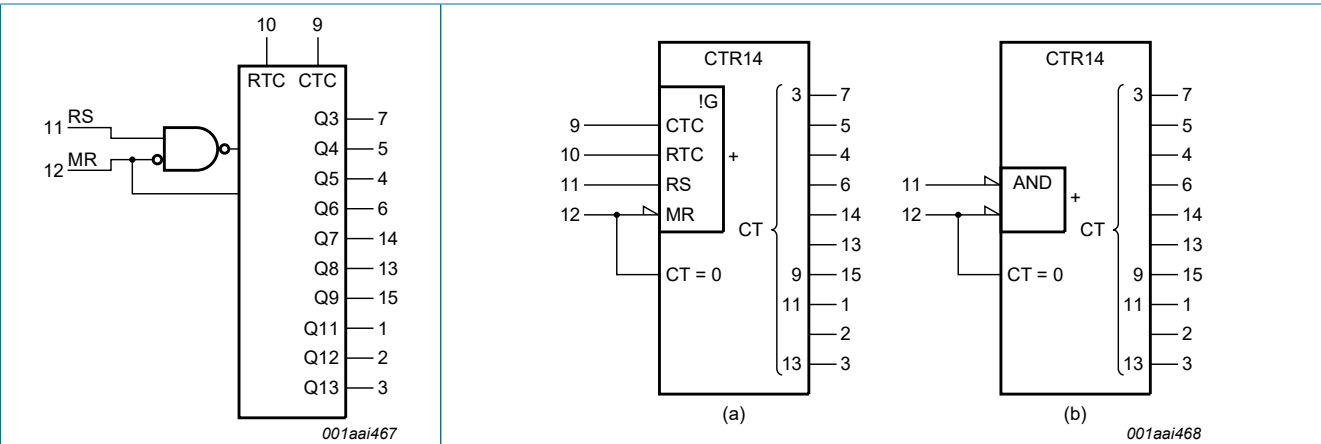 10 9
RTC CTC
11 RS
12 MR
Q3 7
Q4 5
Q5 4
Q6 6
Q7 14
Q8 13
Q9 15
Q11 1
Q12 2
Q13 3
001aai467
CTR14
!G
9 CTC
10 RTC
11 RS
12 MR
+
CT = 0
CT
3 7
5
4
6
14
13
9 15
11 1
2
13 3
(a)
CTR14
11 AND
12
+
CT = 0
CT
3 7
5
4
6
14
13
9 15
11 1
2
13 3
(b)
001aai468